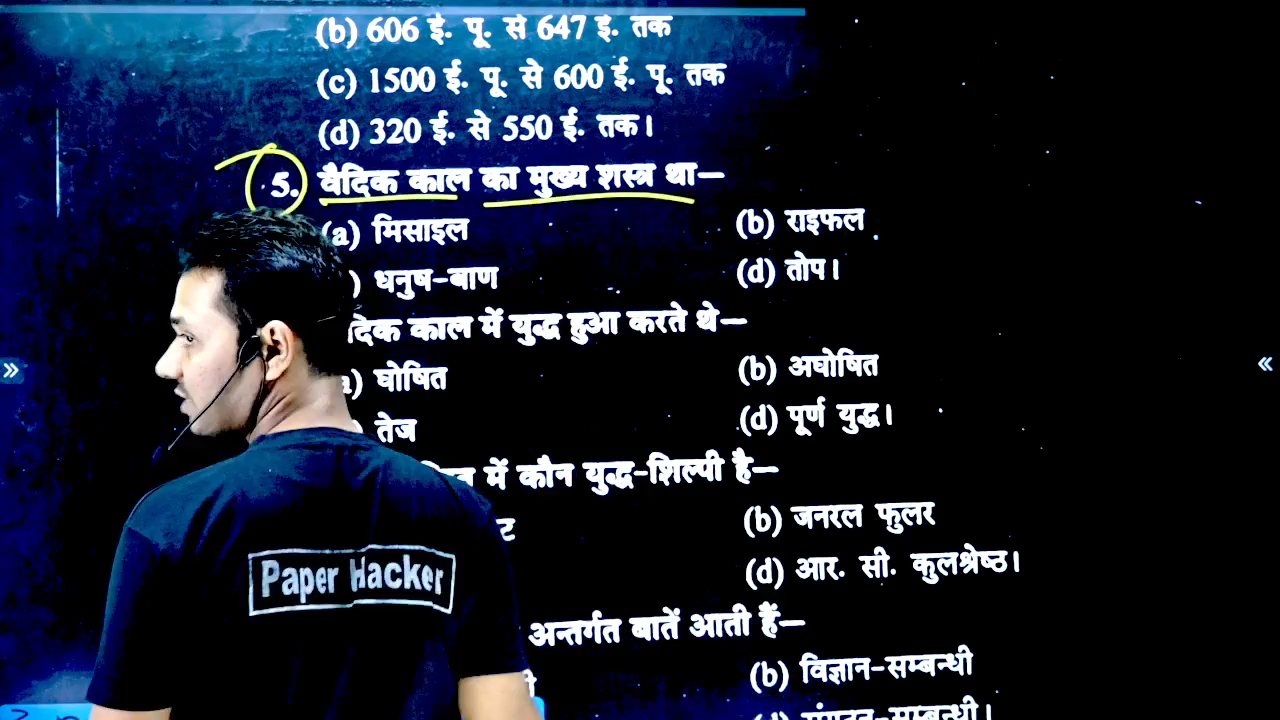 (b) 606 ई. पू. से 647 ई. तक
(c) 1500 ई. पू. से 600 ई. पू. तक
(d) 320 ई. से 550 ई. तक।
5. वैदिक काल का मुख्य शस्त्र था—
(a) मिसाइल (b) राइफल
) धनुष-बाण (d) तोप।
दिक काल में युद्ध हुआ करते थे—
a) घोषित (b) अघोषित
तेज (d) पूर्ण युद्ध।
में कौन युद्ध-शिल्पी है—
ट (b) जनरल फुलर
(d) आर. सी. कुलश्रेष्ठ।
अन्तर्गत बातें आती हैं—
(b) विज्ञान-सम्बन्धी
Paper Hacker